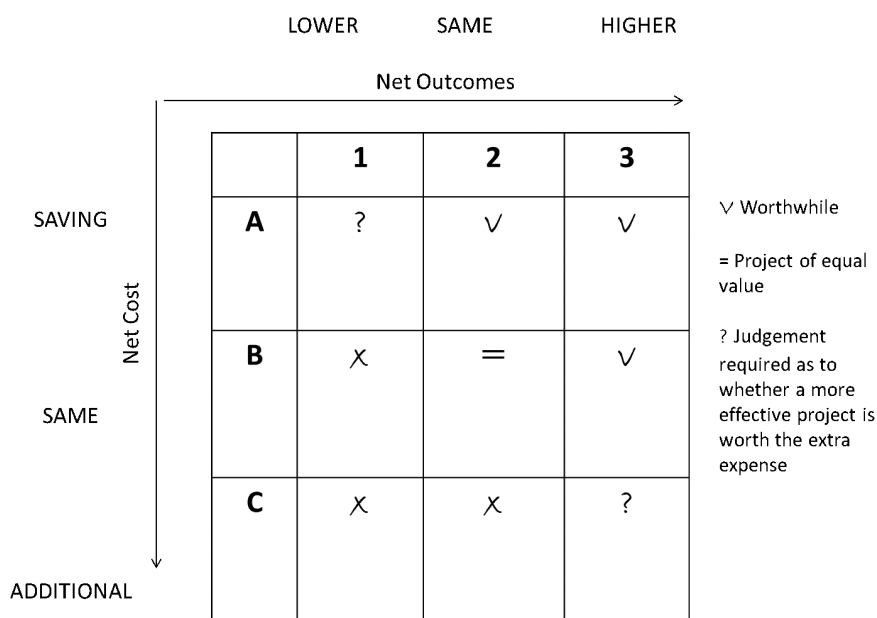 LOWER SAME HIGHER
Net Outcomes
1 2 3
SAVING A ? √ √
√ Worthwhile
= Project of equal
value
Net Cost
B x = √
? Judgement
required as to
whether a more
effective project is
worth the extra
expense
SAME
C x x ?
ADDITIONAL